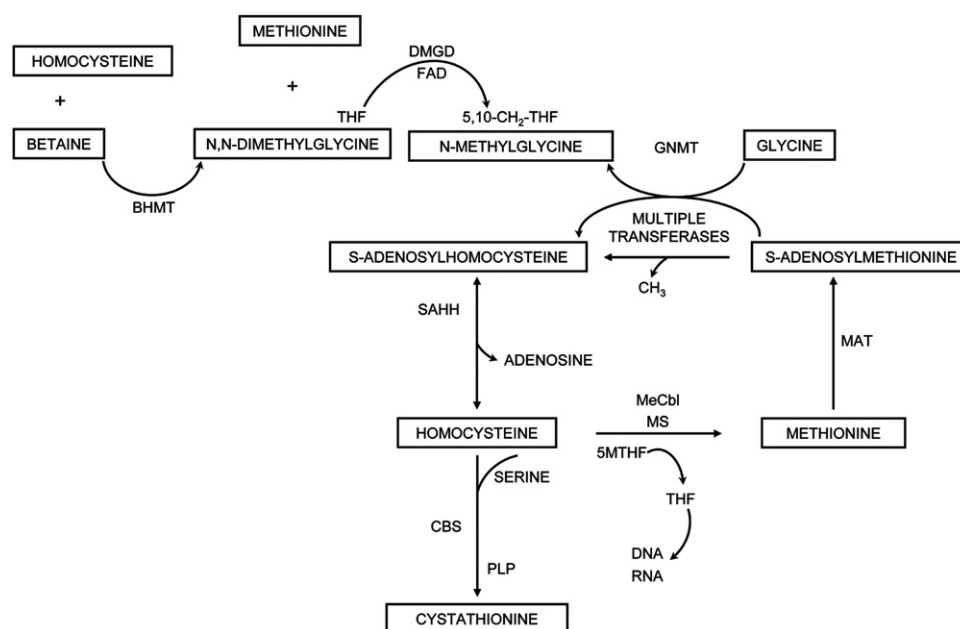 METHIONINE
HOMOCYSTEINE
+
+
DMGD
FAD
THF
5,10-CH₂-THF
BETAINE
N,N-DIMETHYLGLYCINE
N-METHYLGLYCINE
GNMT
GLYCINE
BHMT
MULTIPLE
TRANSFERASES
S-ADENOSYLHOMOCYSTEINE
S-ADENOSYLMETHIONINE
CH₃
SAHH
MAT
ADENOSINE
MeCbl
MS
HOMOCYSTEINE
METHIONINE
5MTHF
SERINE
THF
CBS
DNA
RNA
PLP
CYSTATHIONINE